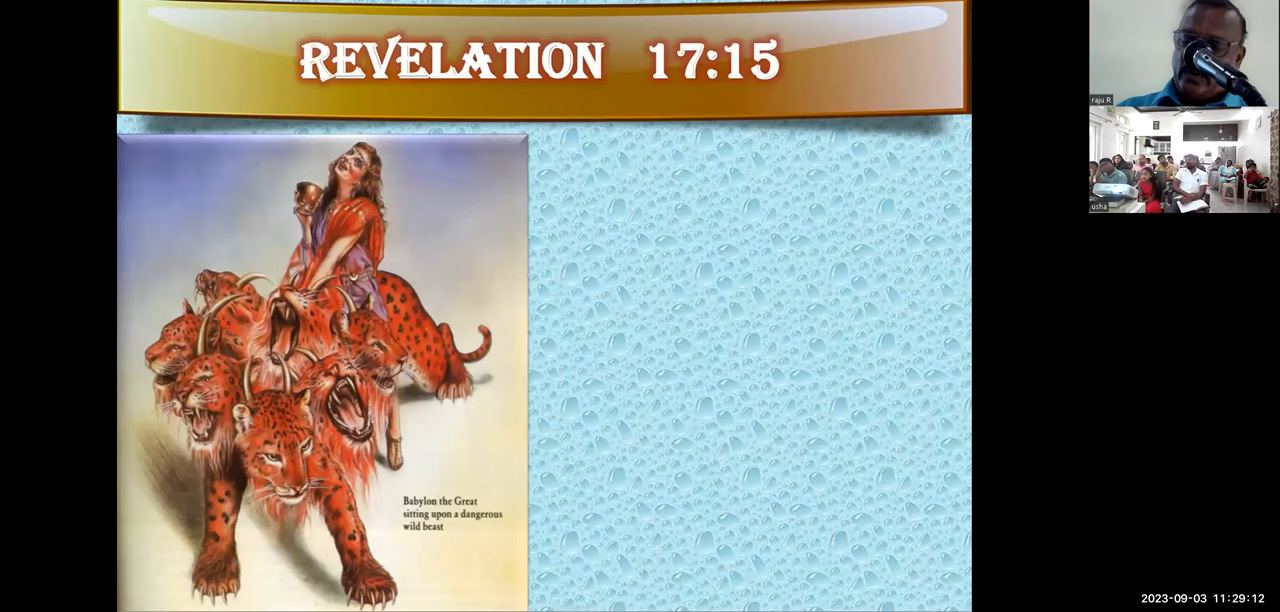 REVELATION 17:15
raju R
usha
Babylon the Great
sitting upon a dangerous
wild beast
2023-09-03 11:29:12